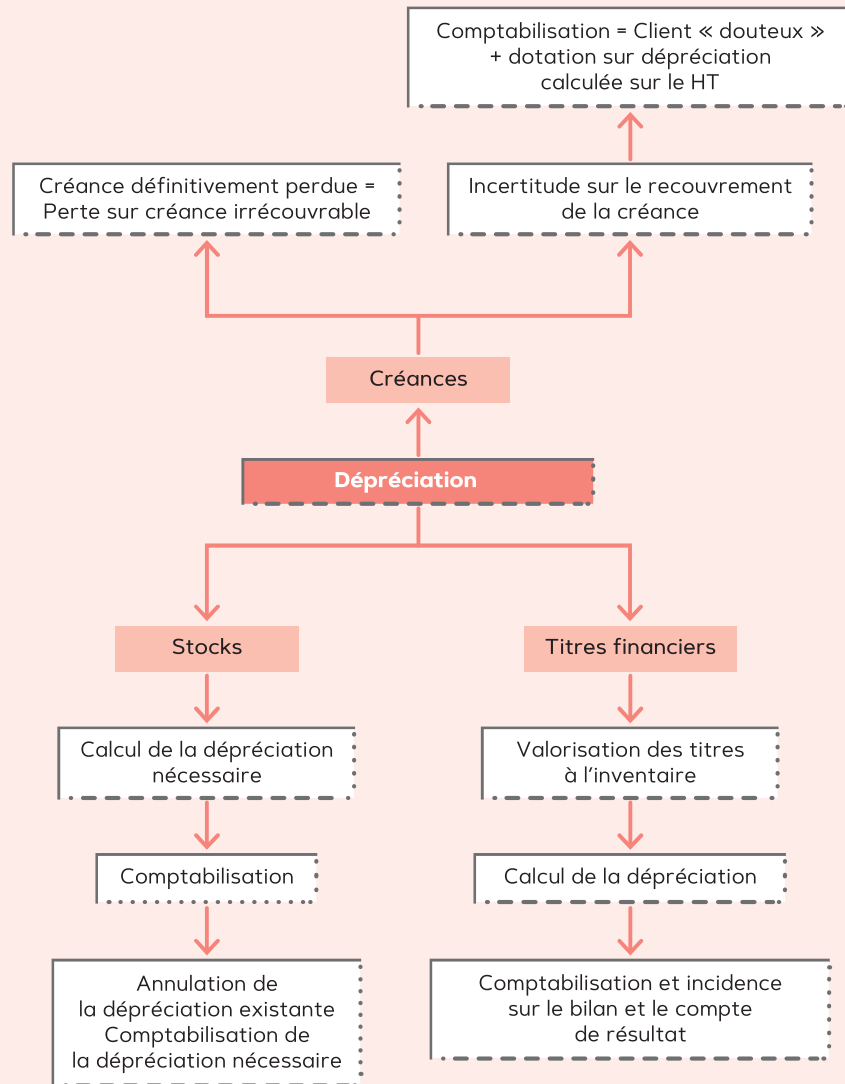 Comptabilisation = Client « douteux »
+ dotation sur dépréciation
calculée sur le HT
Créance définitivement perdue =
Perte sur créance irrécouvrable
Incertitude sur le recouvrement
de la créance
Créances
Dépréciation
Stocks
Titres financiers
Calcul de la dépréciation
nécessaire
Valorisation des titres
à l'inventaire
Comptabilisation
Calcul de la dépréciation
Annulation de
la dépréciation existante
Comptabilisation de
la dépréciation nécessaire
Comptabilisation et incidence
sur le bilan et le compte
de résultat